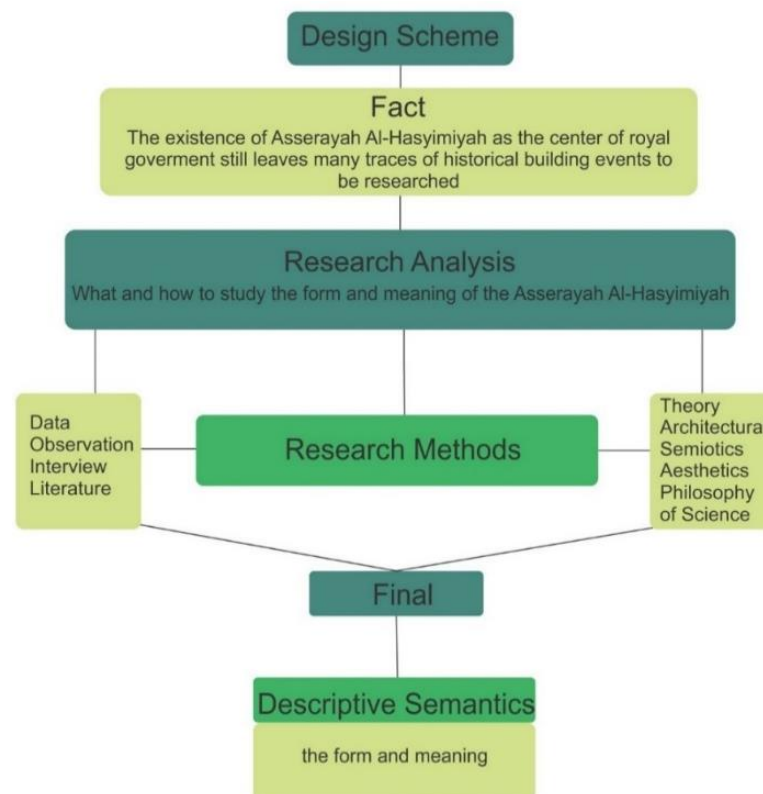 Design Scheme
Fact
The existence of Asserayah Al-Hasyimiyah as the center of royal
goverment still leaves many traces of historical building events to
be researched
Research Analysis
What and how to study the form and meaning of the Asserayah Al-Hasyimiyah
Data
Observation
Interview
Literature
Research Methods
Theory
Architectura
Semiotics
Aesthetics
Philosophy
of Science
Final
Descriptive Semantics
the form and meaning